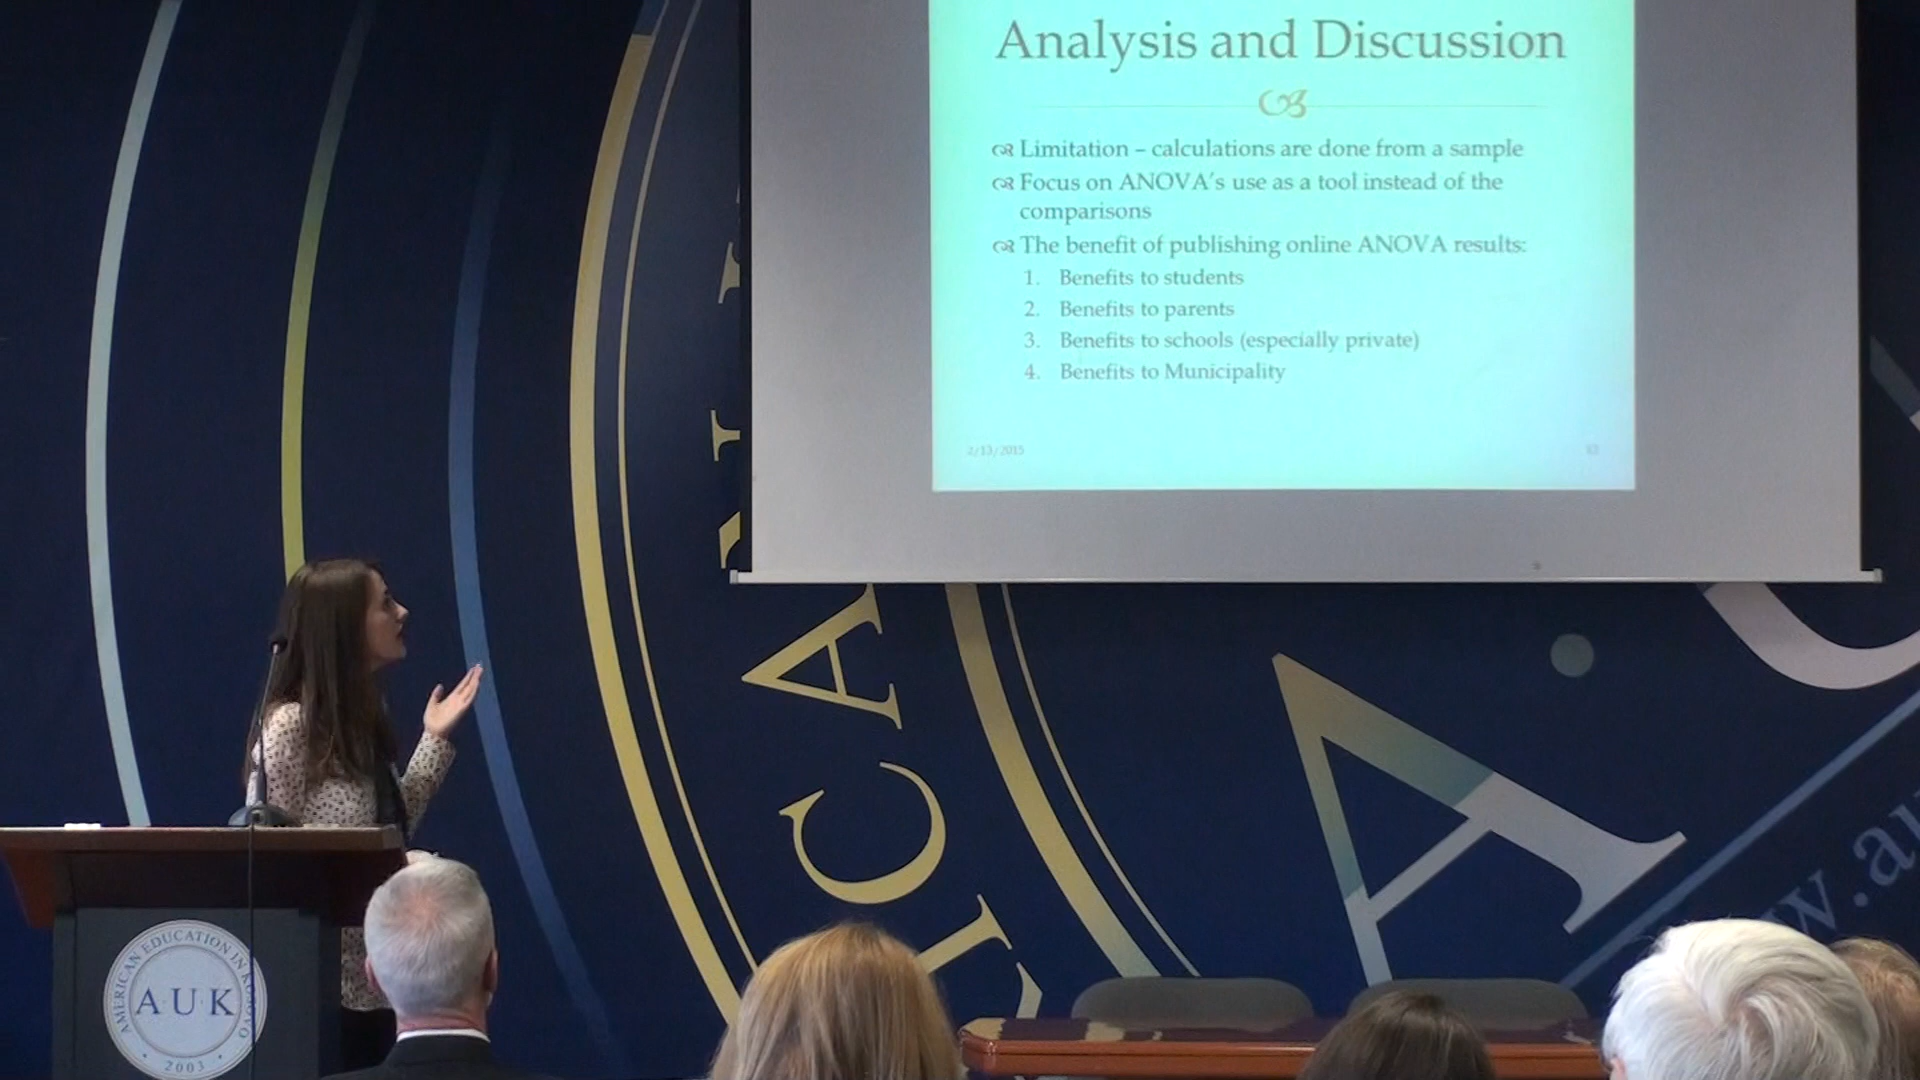 Analysis and Discussion
Limitation – calculations are done from a sample
Focus on ANOVA's use as a tool instead of the
comparisons
The benefit of publishing online ANOVA results:
1. Benefits to students
2. Benefits to parents
3. Benefits to schools (especially private)
4. Benefits to Municipality
2/13/2015
ICAN
A
w.au
AMERICAN EDUCATION IN KOSOVO
A.U.K
2003